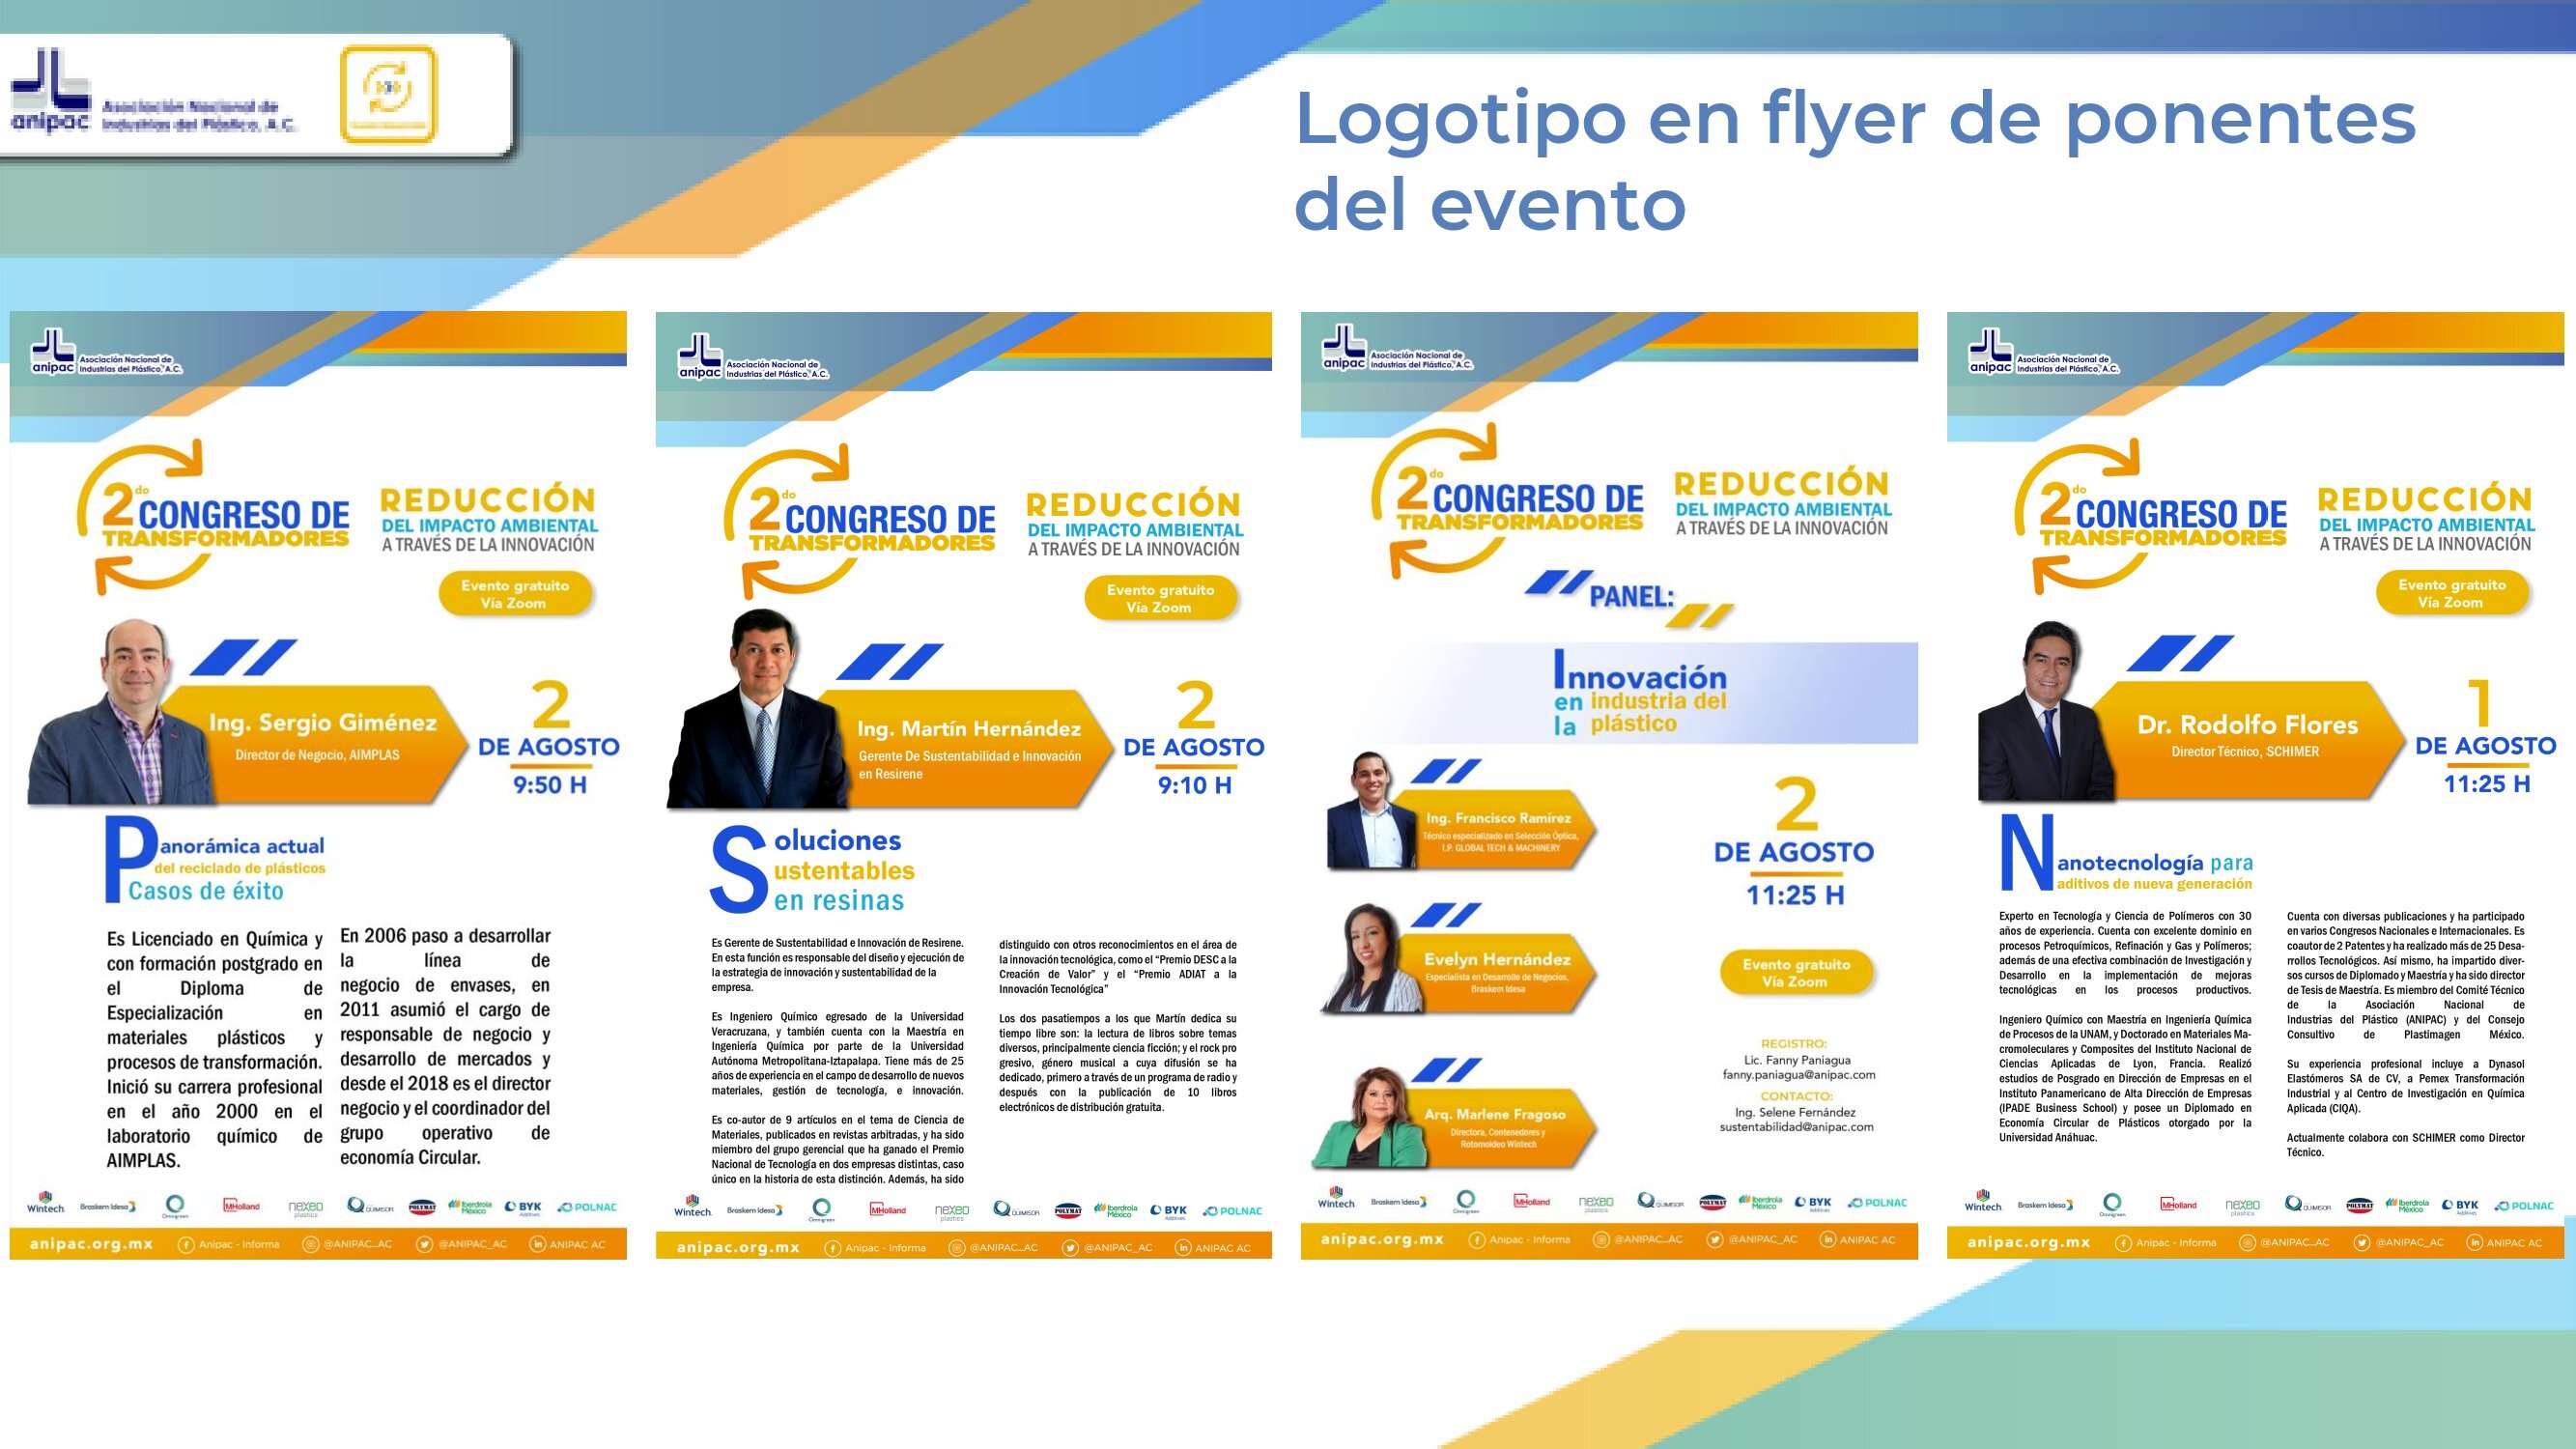 anipac
Asociación Nacional de
Industrias del Plástico, A.C.
Logotipo en flyer de ponentes
del evento
anipac
Asociación Nacional de
Industrias del Plástico, A.C.
2do CONGRESO DE
TRANSFORMADORES
REDUCCIÓN
DEL IMPACTO AMBIENTAL
A TRAVÉS DE LA INNOVACIÓN
Evento gratuito
Vía Zoom
Ing. Sergio Giménez
Director de Negocio, AIMPLAS
2
DE AGOSTO
9:50 H
Panorámica actual
del reciclado de plásticos
Casos de éxito
Es Licenciado en Química y
con formación postgrado en
el Diploma de
Especialización en
materiales plásticos y
procesos de transformación.
Inició su carrera profesional
en el año 2000 en el
laboratorio químico de
AIMPLAS.
En 2006 paso a desarrollar
la línea de
negocio de envases, en
2011 asumió el cargo de
responsable de negocio y
desarrollo de mercados y
desde el 2018 es el director
negocio y el coordinador del
grupo operativo de
economía Circular.
Wintech Braskem Idesa Omnigreen MHolland nexeo plastics QUIMISOR POLYMAT Iberdrola México BYK Additives POLNAC
anipac.org.mx Anipac - Informa @ANIPAC_AC @ANIPAC_AC ANIPAC AC
anipac
Asociación Nacional de
Industrias del Plástico, A.C.
2do CONGRESO DE
TRANSFORMADORES
REDUCCIÓN
DEL IMPACTO AMBIENTAL
A TRAVÉS DE LA INNOVACIÓN
Evento gratuito
Vía Zoom
Ing. Martín Hernández
Gerente De Sustentabilidad e Innovación
en Resirene
2
DE AGOSTO
9:10 H
Soluciones
sustentables
en resinas
Es Gerente de Sustentabilidad e Innovación de Resirene.
En esta función es responsable del diseño y ejecución de
la estrategia de innovación y sustentabilidad de la
empresa.
Es Ingeniero Químico egresado de la Universidad
Veracruzana, y también cuenta con la Maestría en
Ingeniería Química por parte de la Universidad
Autónoma Metropolitana-Iztapalapa. Tiene más de 25
años de experiencia en el campo de desarrollo de nuevos
materiales, gestión de tecnología, e innovación.
Es co-autor de 9 artículos en el tema de Ciencia de
Materiales, publicados en revistas arbitradas, y ha sido
miembro del grupo gerencial que ha ganado el Premio
Nacional de Tecnología en dos empresas distintas, caso
único en la historia de esta distinción. Además, ha sido
distinguido con otros reconocimientos en el área de
la innovación tecnológica, como el “Premio DESC a la
Creación de Valor” y el “Premio ADIAT a la
Innovación Tecnológica”
Los dos pasatiempos a los que Martín dedica su
tiempo libre son: la lectura de libros sobre temas
diversos, principalmente ciencia ficción; y el rock pro
gresivo, género musical a cuya difusión se ha
dedicado, primero a través de un programa de radio y
después con la publicación de 10 libros
electrónicos de distribución gratuita.
Wintech Braskem Idesa Omnigreen MHolland nexeo plastics QUIMISOR POLYMAT Iberdrola México BYK Additives POLNAC
anipac.org.mx Anipac - Informa @ANIPAC_AC @ANIPAC_AC ANIPAC AC
anipac
Asociación Nacional de
Industrias del Plástico, A.C.
2do CONGRESO DE
TRANSFORMADORES
REDUCCIÓN
DEL IMPACTO AMBIENTAL
A TRAVÉS DE LA INNOVACIÓN
PANEL:
Innovación
en industria del
la plástico
Ing. Francisco Ramírez
Técnico especializado en Selección Óptica,
I.P. GLOBAL TECH & MACHINERY
Evelyn Hernández
Especialista en Desarrollo de Negocios,
Braskem Idesa
Arq. Marlene Fragoso
Directora, Contenedores y
Rotomoldeo Wintech
2
DE AGOSTO
11:25 H
Evento gratuito
Vía Zoom
REGISTRO:
Lic. Fanny Paniagua
fanny.paniagua@anipac.com
CONTACTO:
Ing. Selene Fernández
sustentabilidad@anipac.com
Wintech Braskem Idesa Omnigreen MHolland nexeo plastics QUIMISOR POLYMAT Iberdrola México BYK Additives POLNAC
anipac.org.mx Anipac - Informa @ANIPAC_AC @ANIPAC_AC ANIPAC AC
anipac
Asociación Nacional de
Industrias del Plástico, A.C.
2do CONGRESO DE
TRANSFORMADORES
REDUCCIÓN
DEL IMPACTO AMBIENTAL
A TRAVÉS DE LA INNOVACIÓN
Evento gratuito
Vía Zoom
Dr. Rodolfo Flores
Director Técnico, SCHIMER
1
DE AGOSTO
11:25 H
Nanotecnología para
aditivos de nueva generación
Experto en Tecnología y Ciencia de Polímeros con 30
años de experiencia. Cuenta con excelente dominio en
procesos Petroquímicos, Refinación y Gas y Polímeros;
además de una efectiva combinación de Investigación y
Desarrollo en la implementación de mejoras
tecnológicas en los procesos productivos.
Ingeniero Químico con Maestría en Ingeniería Química
de Procesos de la UNAM, y Doctorado en Materiales Ma-
cromoleculares y Composites del Instituto Nacional de
Ciencias Aplicadas de Lyon, Francia. Realizó
estudios de Posgrado en Dirección de Empresas en el
Instituto Panamericano de Alta Dirección de Empresas
(IPADE Business School) y posee un Diplomado en
Economía Circular de Plásticos otorgado por la
Universidad Anáhuac.
Cuenta con diversas publicaciones y ha participado
en varios Congresos Nacionales e Internacionales. Es
coautor de 2 Patentes y ha realizado más de 25 Desa-
rrollos Tecnológicos. Así mismo, ha impartido diver-
sos cursos de Diplomado y Maestría y ha sido director
de Tesis de Maestría. Es miembro del Comité Técnico
de la Asociación Nacional de
Industrias del Plástico (ANIPAC) y del Consejo
Consultivo de Plastimagen México.
Su experiencia profesional incluye a Dynasol
Elastómeros SA de CV, a Pemex Transformación
Industrial y al Centro de Investigación en Química
Aplicada (CIQA).
Actualmente colabora con SCHIMER como Director
Técnico.
Wintech Braskem Idesa Omnigreen MHolland nexeo plastics QUIMISOR POLYMAT Iberdrola México BYK Additives POLNAC
anipac.org.mx Anipac - Informa @ANIPAC_AC @ANIPAC_AC ANIPAC AC